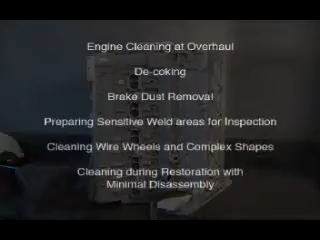 Engine Cleaning at Overhaul
De-coking
Brake Dust Removal
Preparing Sensitive Weld areas for Inspection
Cleaning Wire Wheels and Complex Shapes
Cleaning during Restoration with
Minimal Disassembly